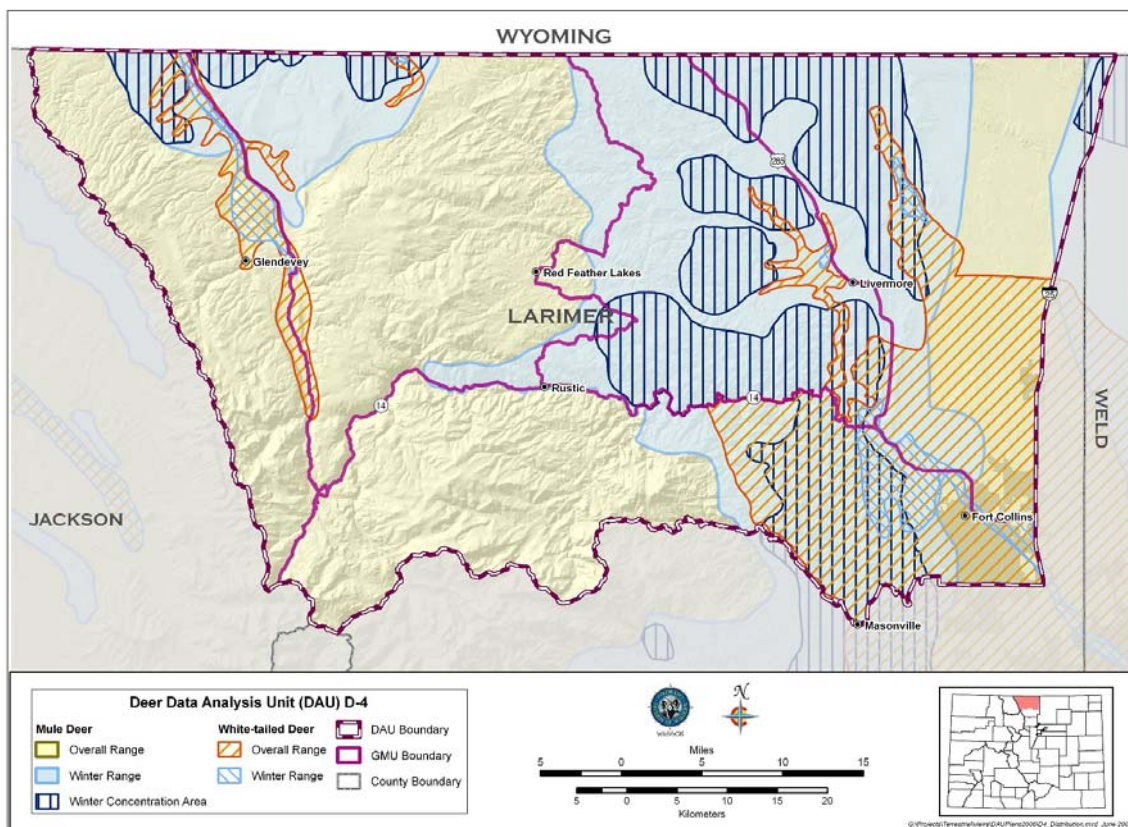 WYOMING
285
Glendevey
Red Feather Lakes
Livermore
LARIMER
25
Rustic
14
14
WELD
JACKSON
Fort Collins
Masonville
Deer Data Analysis Unit (DAU) D-4
Mule Deer
Overall Range
Winter Range
Winter Concentration Area
White-tailed Deer
Overall Range
Winter Range
DAU Boundary
GMU Boundary
County Boundary
N
Miles
5 0 5 10 15
5 0 5 10 15 20
Kilometers